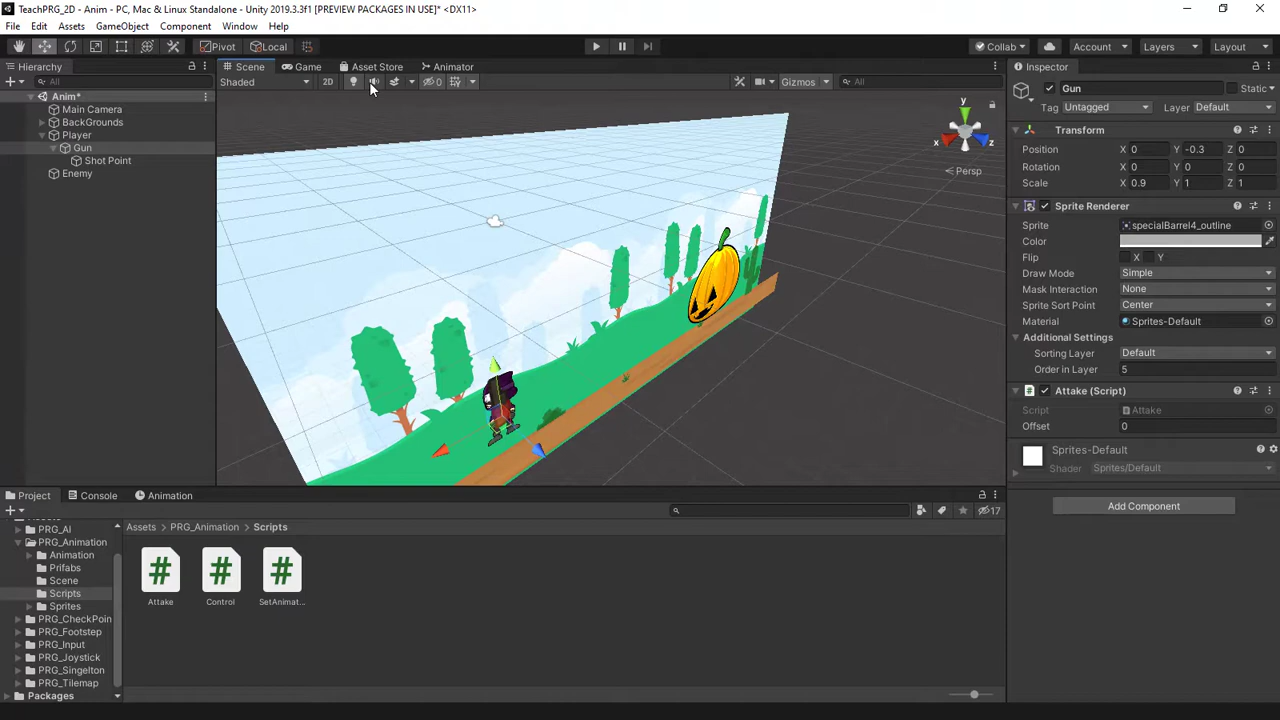 TeachPRG_2D - Anim - PC, Mac & Linux Standalone - Unity 2019.3.3f1 [PREVIEW PACKAGES IN USE]* <DX11>
File Edit Assets GameObject Component Window Help
Pivot Local Collab Account Layers Layout
Hierarchy
All
Anim*
Main Camera
BackGrounds
Player
Gun
Shot Point
Enemy
Scene Game Asset Store Animator
Shaded 2D 0 Gizmos All
y
x
z
Persp
Inspector
Gun Static
Tag Untagged Layer Default
Transform
Position X 0 Y -0.3 Z 0
Rotation X 0 Y 0 Z 0
Scale X 0.9 Y 1 Z 1
Sprite Renderer
Sprite specialBarrel4_outline
Color
Flip X Y
Draw Mode Simple
Mask Interaction None
Sprite Sort Point Center
Material Sprites-Default
Additional Settings
Sorting Layer Default
Order in Layer 5
Attake (Script)
Script Attake
Offset 0
Sprites-Default
Shader Sprites/Default
Add Component
Project Console Animation
17
PRG_AI
PRG_Animation
Animation
Prifabs
Scene
Scripts
Sprites
PRG_CheckPoin
PRG_Footstep
PRG_Input
PRG_Joystick
PRG_Singelton
PRG_Tilemap
Packages
Assets > PRG_Animation > Scripts
Attake Control SetAnimat...